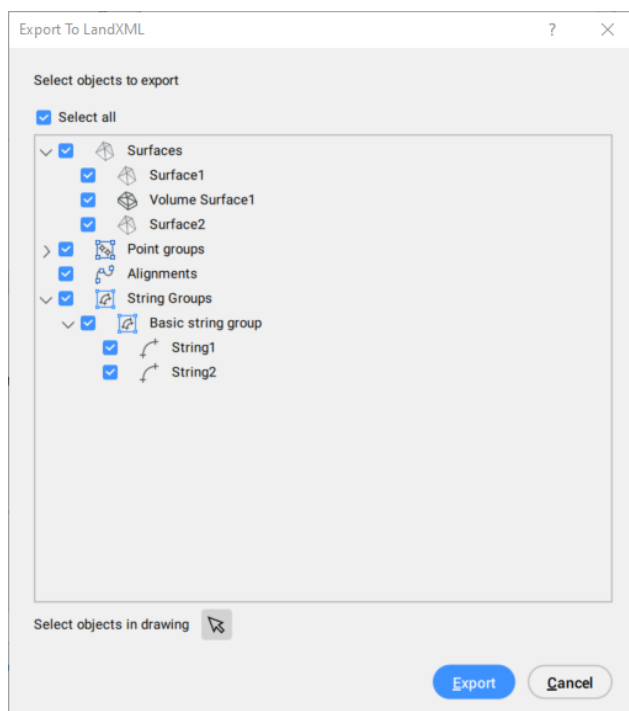 Export To LandXML
?
Select objects to export
Select all
Surfaces
Surface1
Volume Surface1
Surface2
Point groups
Alignments
String Groups
Basic string group
String1
String2
Select objects in drawing
Export Cancel